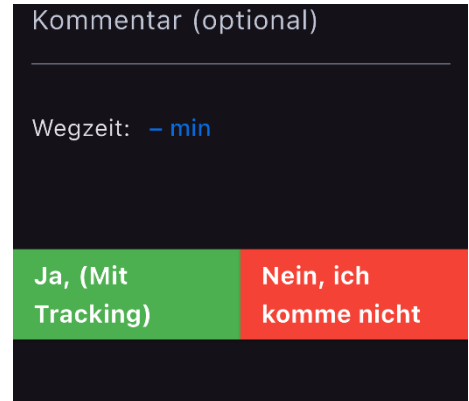 Kommentar (optional)
Wegzeit: – min
Ja, (Mit
Tracking)
Nein, ich
komme nicht